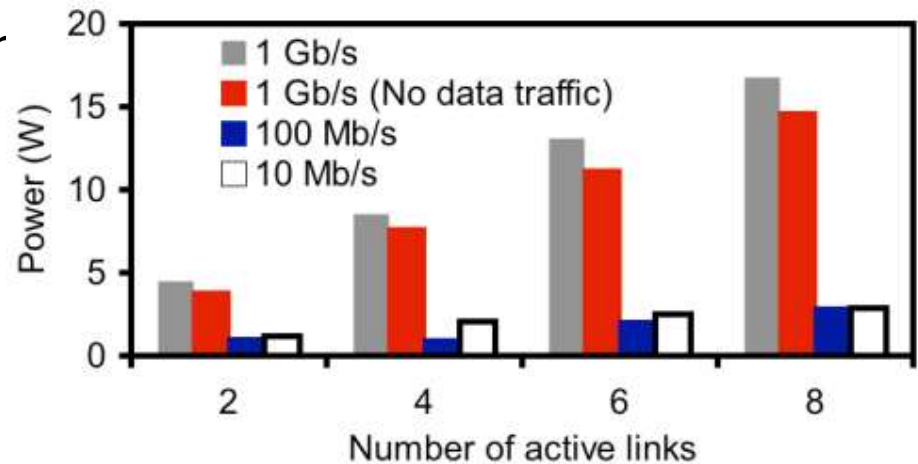 20
15
10
5
0
Power (W)
1 Gb/s
1 Gb/s (No data traffic)
100 Mb/s
10 Mb/s
2 4 6 8
Number of active links